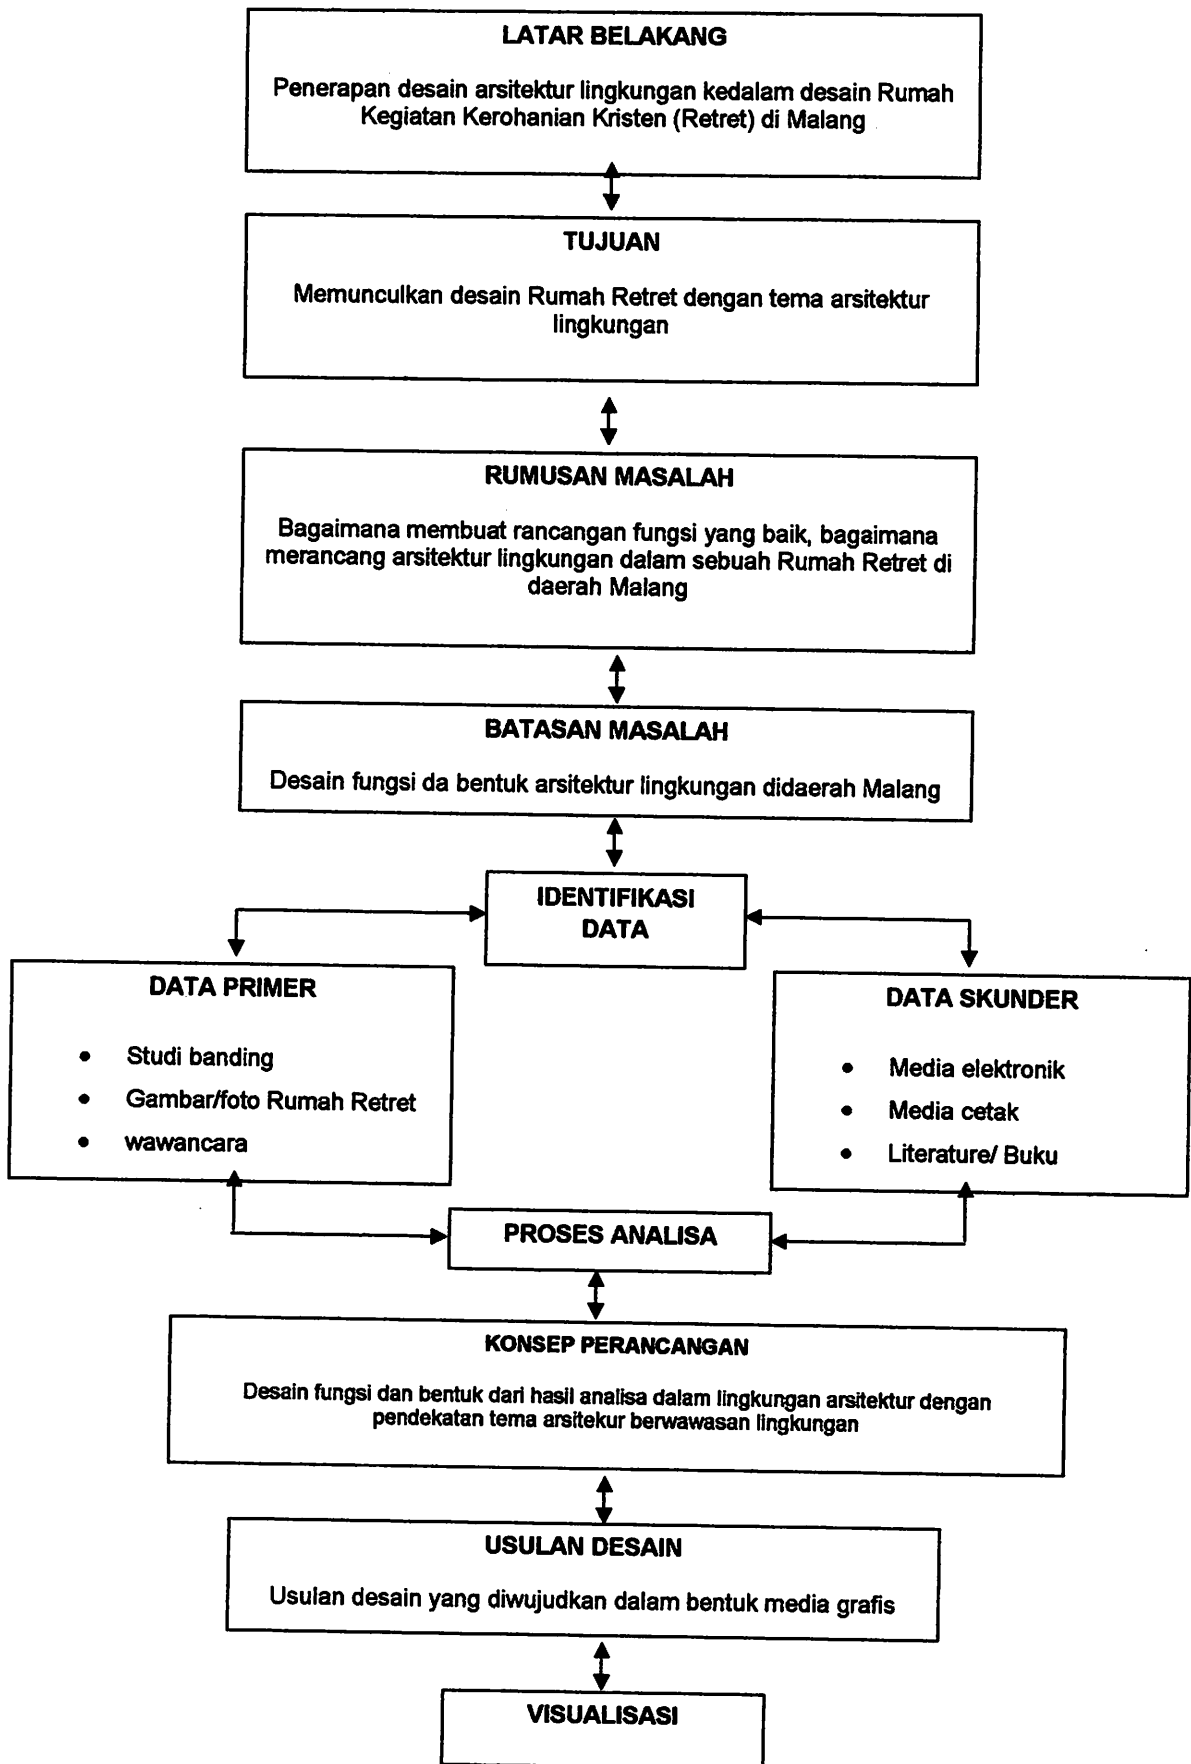 LATAR BELAKANG
Penerapan desain arsitektur lingkungan kedalam desain Rumah
Kegiatan Kerohanian Kristen (Retret) di Malang
TUJUAN
Memunculkan desain Rumah Retret dengan tema arsitektur
lingkungan
RUMUSAN MASALAH
Bagaimana membuat rancangan fungsi yang baik, bagaimana
merancang arsitektur lingkungan dalam sebuah Rumah Retret di
daerah Malang
BATASAN MASALAH
Desain fungsi da bentuk arsitektur lingkungan didaerah Malang
IDENTIFIKASI
DATA
DATA PRIMER
• Studi banding
• Gambar/foto Rumah Retret
• wawancara
DATA SKUNDER
• Media elektronik
• Media cetak
• Literature/ Buku
PROSES ANALISA
KONSEP PERANCANGAN
Desain fungsi dan bentuk dari hasil analisa dalam lingkungan arsitektur dengan
pendekatan tema arsitekur berwawasan lingkungan
USULAN DESAIN
Usulan desain yang diwujudkan dalam bentuk media grafis
VISUALISASI